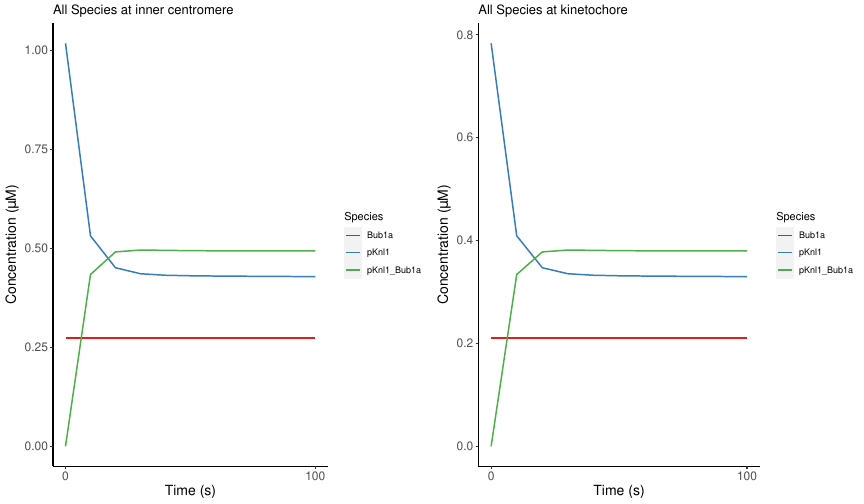 All Species at inner centromere
Concentration (µM)
1.00
0.75
0.50
0.25
0.00
0
100
Time (s)
Species
Bub1a
pKnl1
pKnl1_Bub1a
All Species at kinetochore
Concentration (µM)
0.8
0.6
0.4
0.2
0.0
0
100
Time (s)
Species
Bub1a
pKnl1
pKnl1_Bub1a